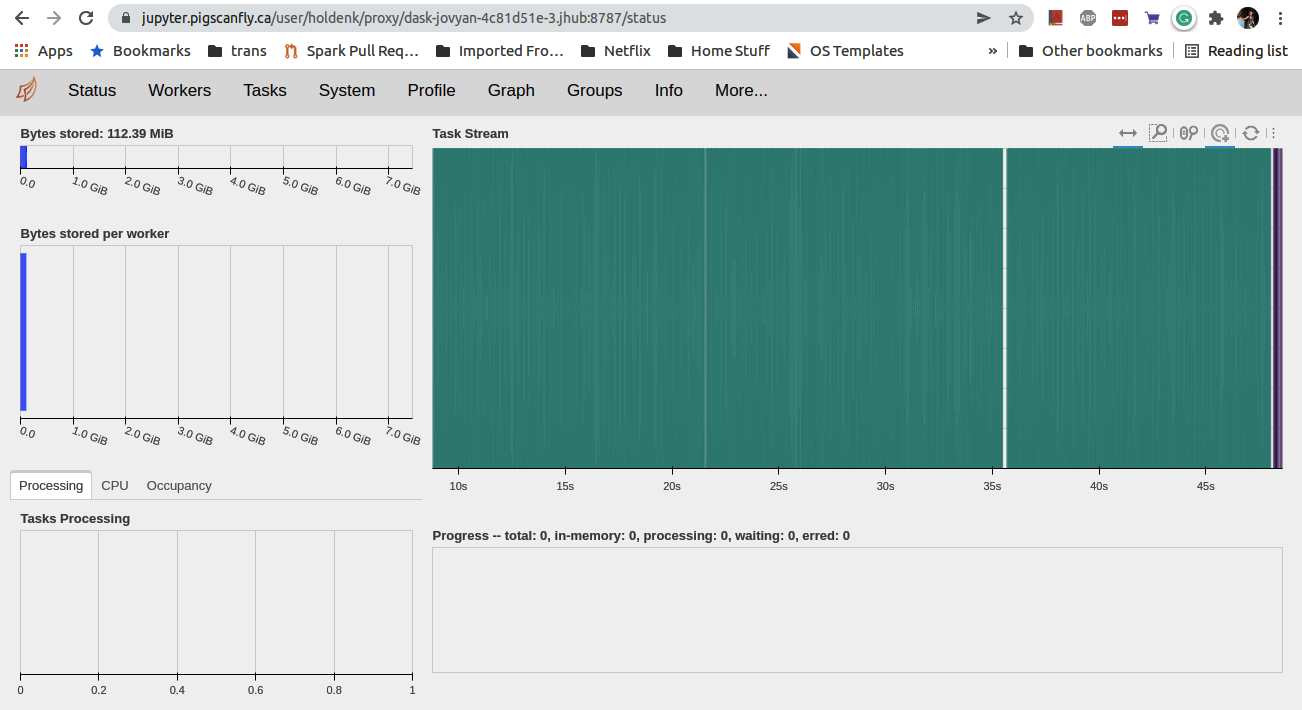 jupyter.pigscanfly.ca/user/holdenk/proxy/dask-jovyan-4c81d51e-3.jhub:8787/status
ABP
G
Apps Bookmarks trans Spark Pull Req... Imported Fro... Netflix Home Stuff OS Templates » Other bookmarks Reading list
Status Workers Tasks System Profile Graph Groups Info More...
Bytes stored: 112.39 MiB
0.0 1.0 GiB 2.0 GiB 3.0 GiB 4.0 GiB 5.0 GiB 6.0 GiB 7.0 GiB
Bytes stored per worker
0.0 1.0 GiB 2.0 GiB 3.0 GiB 4.0 GiB 5.0 GiB 6.0 GiB 7.0 GiB
Processing CPU Occupancy
Tasks Processing
0 0.2 0.4 0.6 0.8 1
Task Stream
10s 15s 20s 25s 30s 35s 40s 45s
Progress -- total: 0, in-memory: 0, processing: 0, waiting: 0, erred: 0